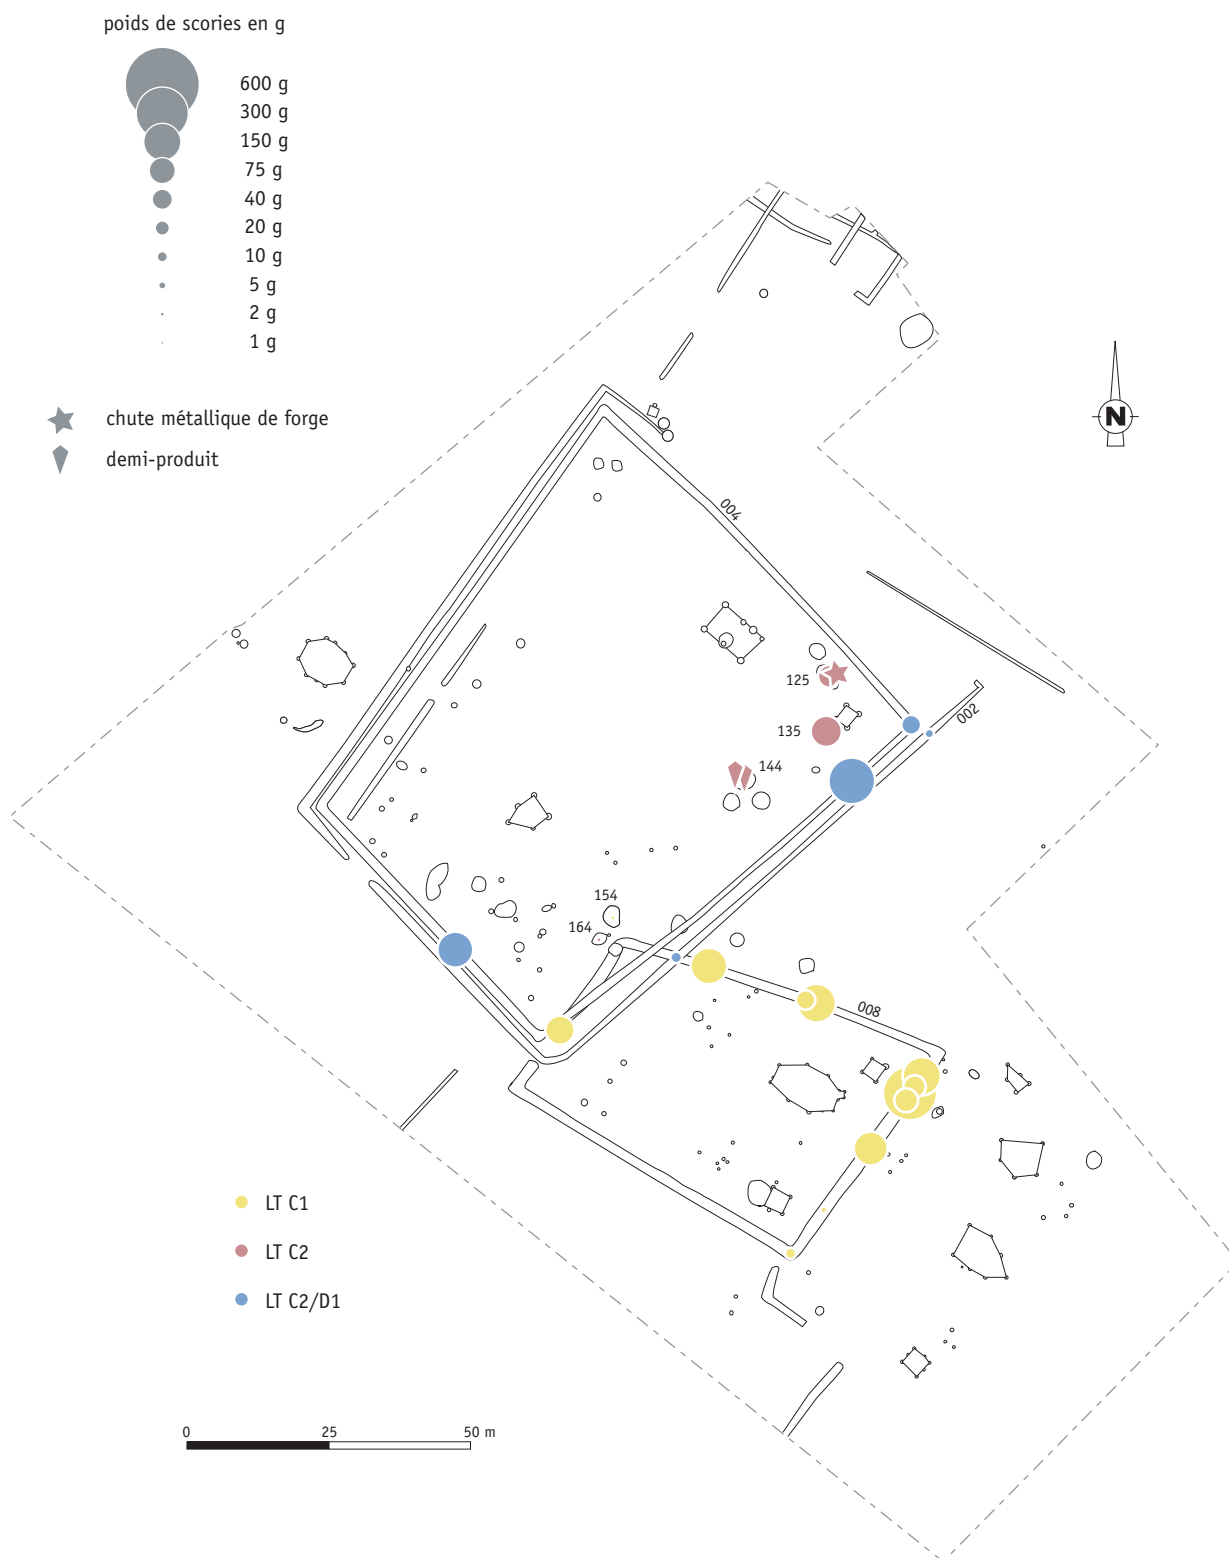 poids de scories en g
600 g
300 g
150 g
75 g
40 g
20 g
10 g
5 g
2 g
1 g
chute métallique de forge
demi-produit
N
004
125
002
135
144
154
164
008
LT C1
LT C2
LT C2/D1
0 25 50 m